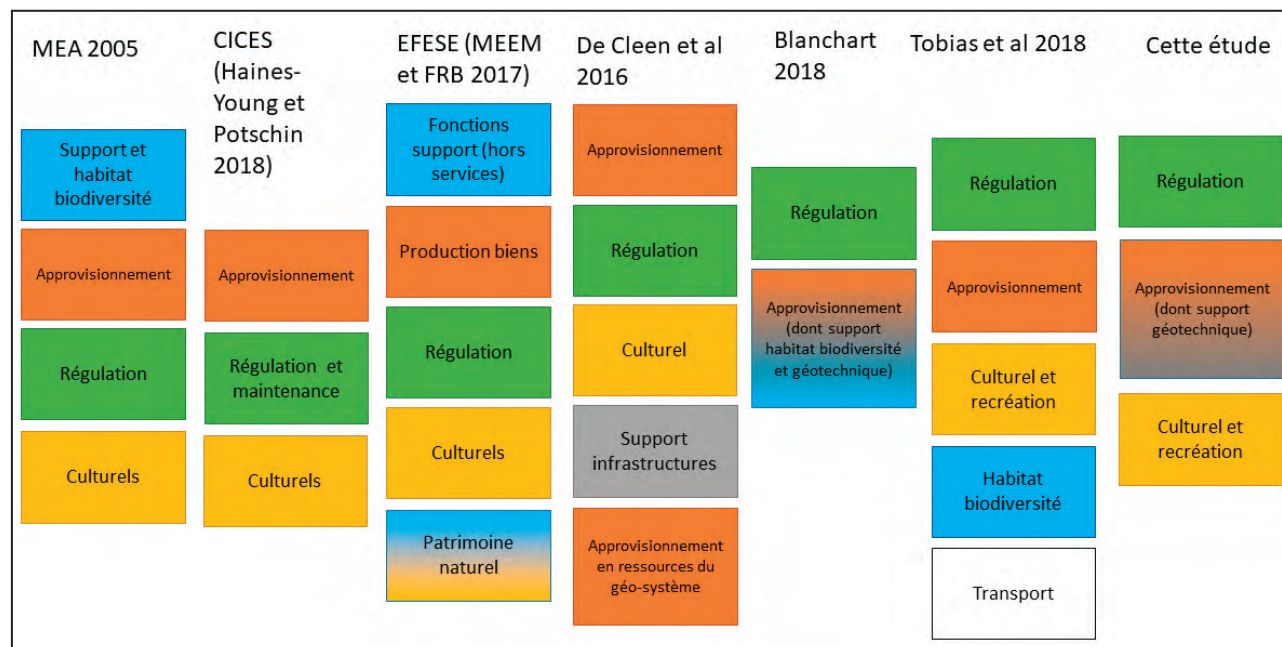 MEA 2005
Support et
habitat
biodiversité
Approvisionnement
Régulation
Culturels
CICES
(Haines-
Young et
Potschin
2018)
Approvisionnement
Régulation et
maintenance
Culturels
EFESE (MEEM
et FRB 2017)
Fonctions
support (hors
services)
Production biens
Régulation
Culturels
Patrimoine
naturel
De Cleen et al
2016
Approvisionnement
Régulation
Culturel
Support
infrastructures
Approvisionnement
en ressources du
géo-système
Blanchart
2018
Régulation
Approvisionnement
(dont support
habitat biodiversité
et géotechnique)
Tobias et al 2018
Régulation
Approvisionnement
Culturel et
recréation
Habitat
biodiversité
Transport
Cette étude
Régulation
Approvisionnement
(dont support
géotechnique)
Culturel et
recréation